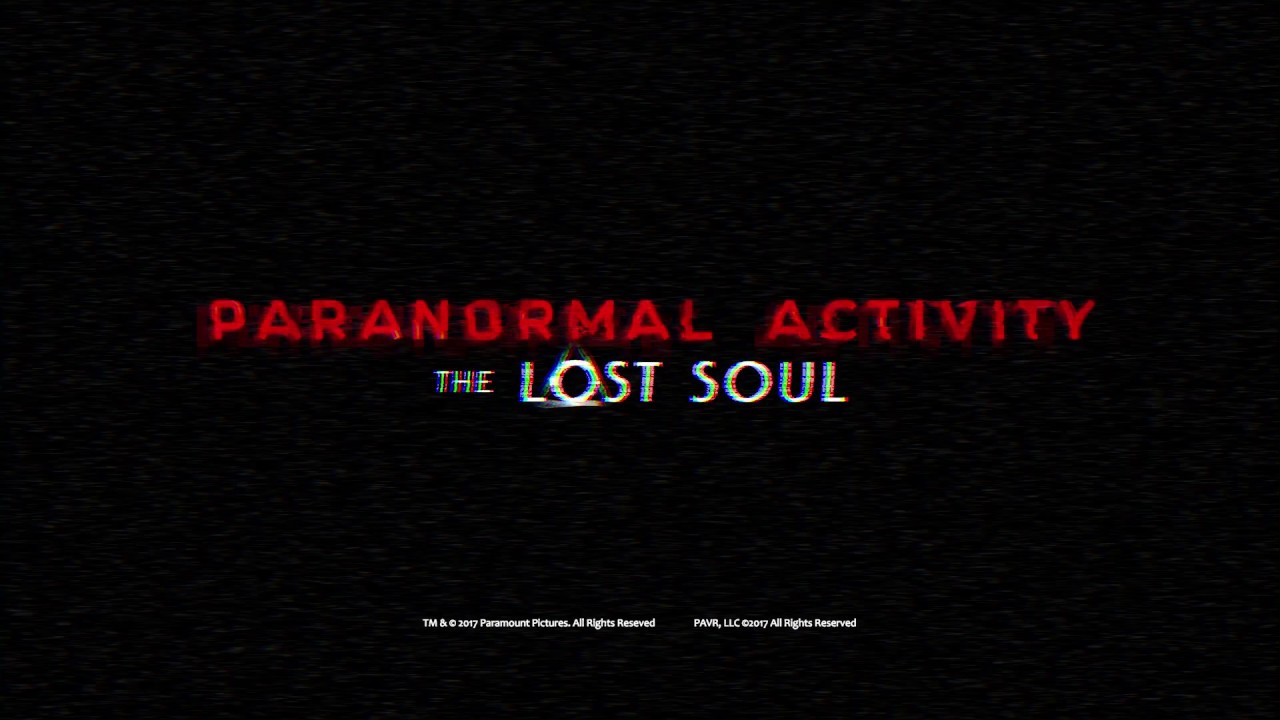 PARANORMAL ACTIVITY
THE LOST SOUL
TM & © 2017 Paramount Pictures. All Rights Reseved PAVR, LLC ©2017 All Rights Reserved